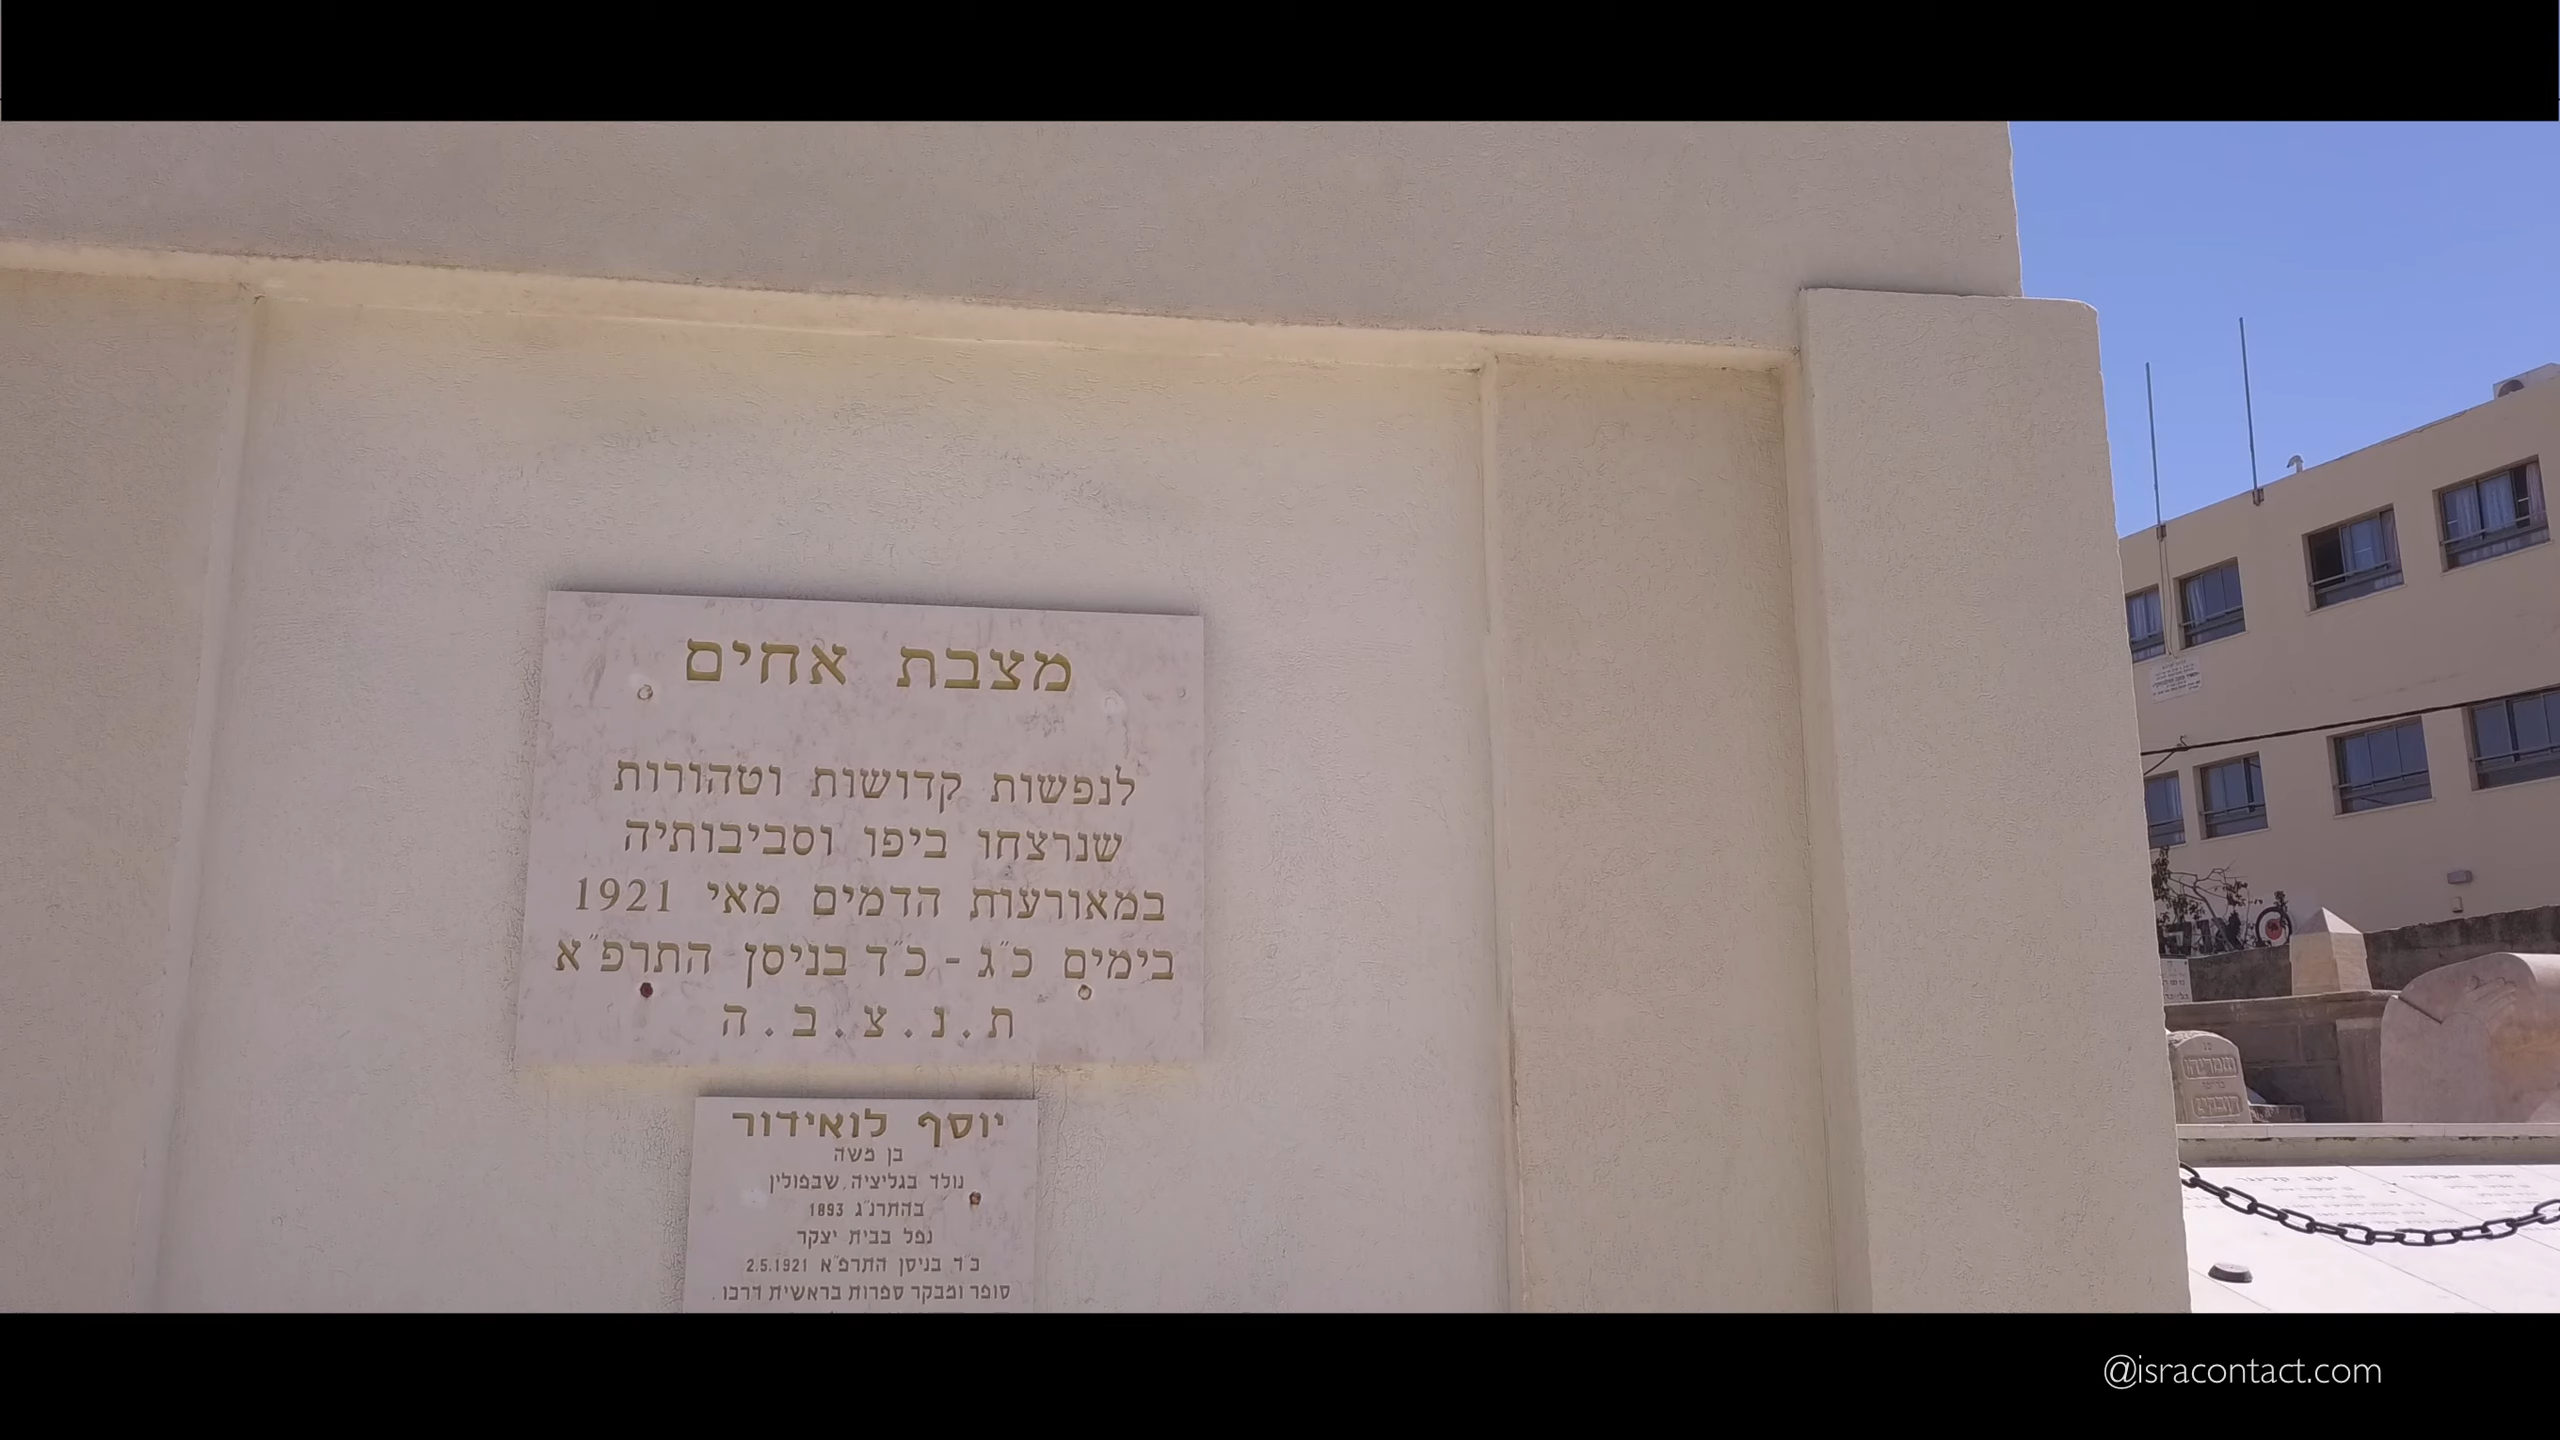 מצבת אחים
לנפשות קדושות וטהורות
שנרצחו ביפו וסביבותיה
במאורעות הדמים מאי 1921
בימים כ״ג - כ״ד בניסן התרפ״א
ת.נ.צ.ב.ה
יוסף לואידור
בן משה
נולד בגליציה שבפולין
בהתרנ״ג 1893
נפל בבית יצקר
כ״ד בניסן התרפ״א 2.5.1921
סופר ומבקר ספרות בראשית דרכו
@isracontact.com